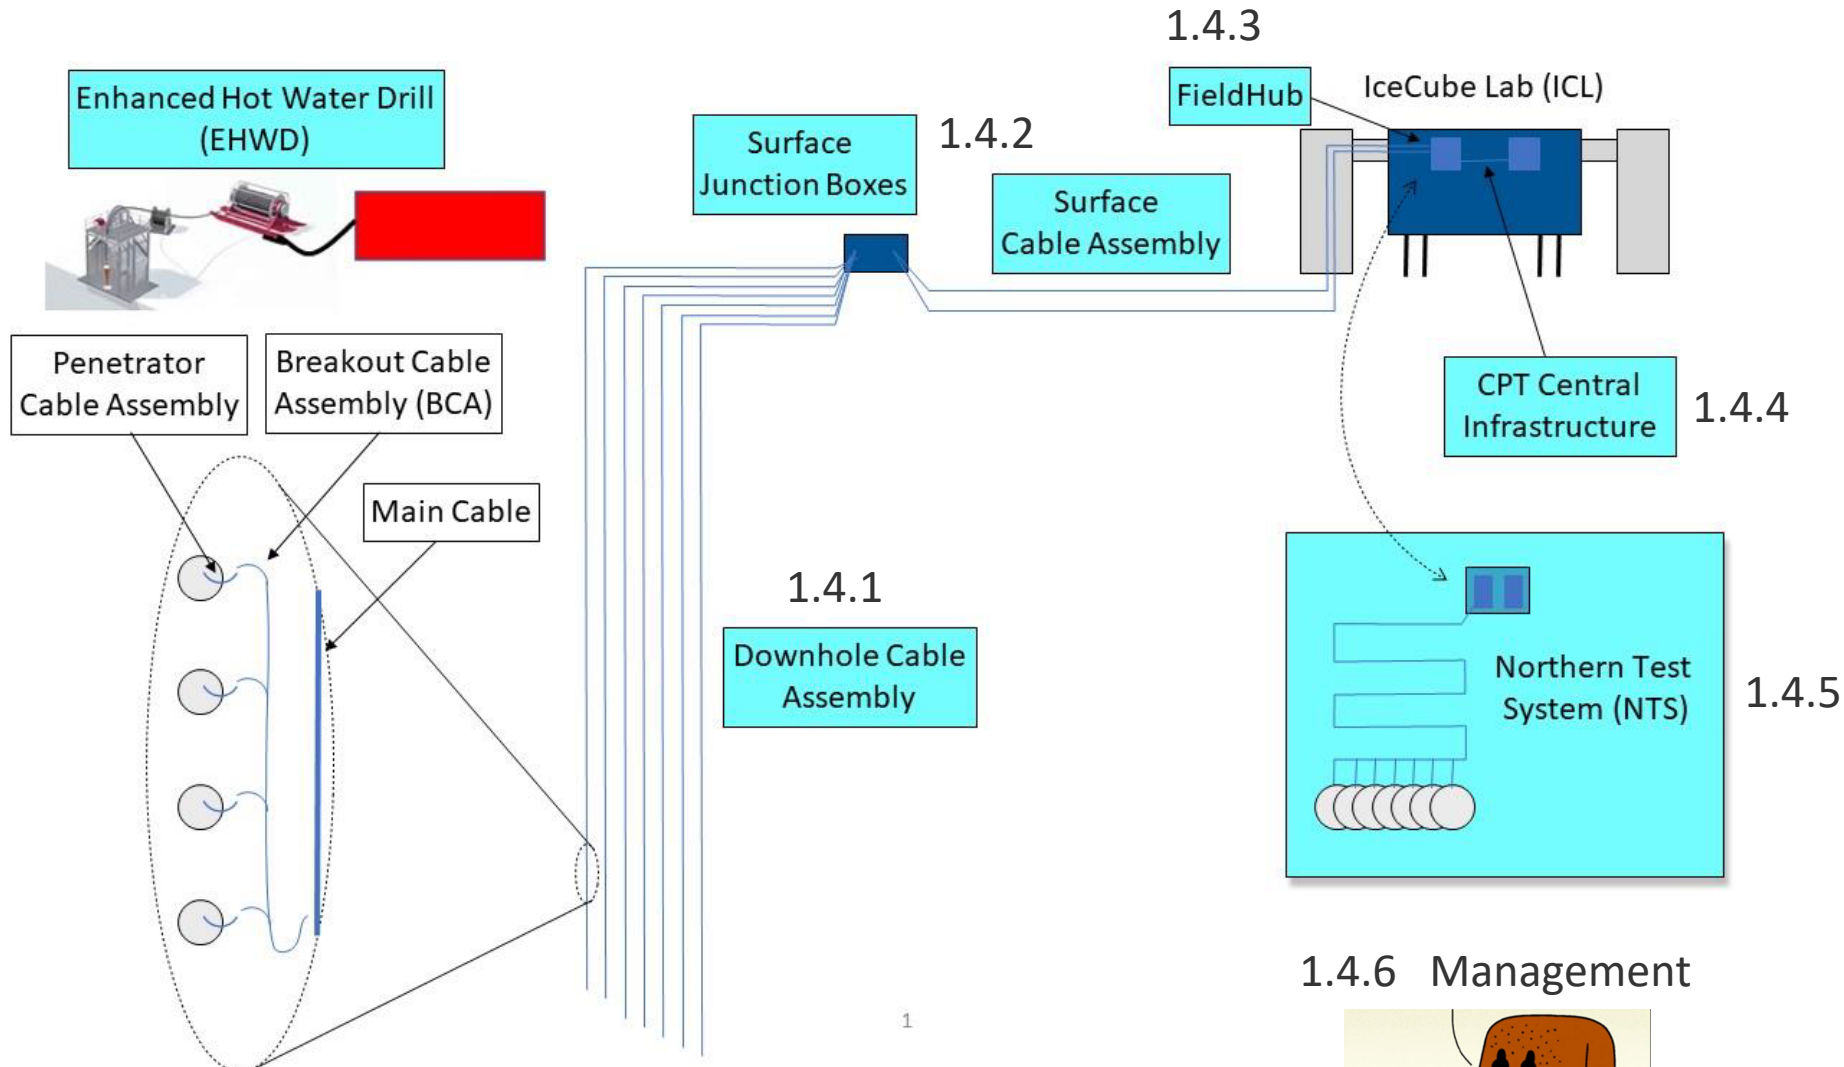 1.4.3
Enhanced Hot Water Drill
(EHWD)
FieldHub
IceCube Lab (ICL)
Surface
Junction Boxes
1.4.2
Surface
Cable Assembly
Penetrator
Cable Assembly
Breakout Cable
Assembly (BCA)
CPT Central
Infrastructure
1.4.4
Main Cable
1.4.1
Downhole Cable
Assembly
Northern Test
System (NTS)
1.4.5
1.4.6 Management
1